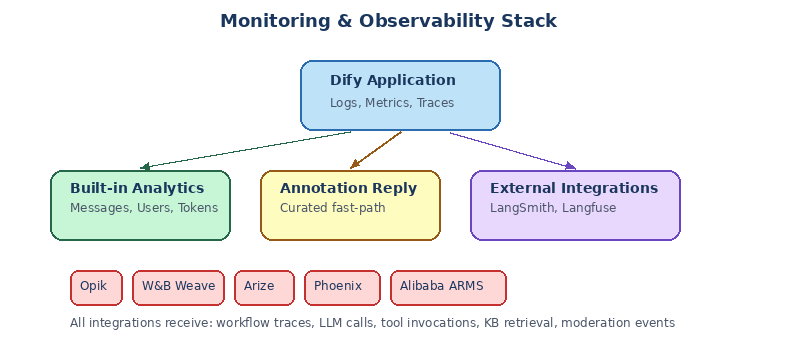 Monitoring & Observability Stack
Dify Application
Logs, Metrics, Traces
Built-in Analytics
Messages, Users, Tokens
Annotation Reply
Curated fast-path
External Integrations
LangSmith, Langfuse
Opik
W&B Weave
Arize
Phoenix
Alibaba ARMS
All integrations receive: workflow traces, LLM calls, tool invocations, KB retrieval, moderation events